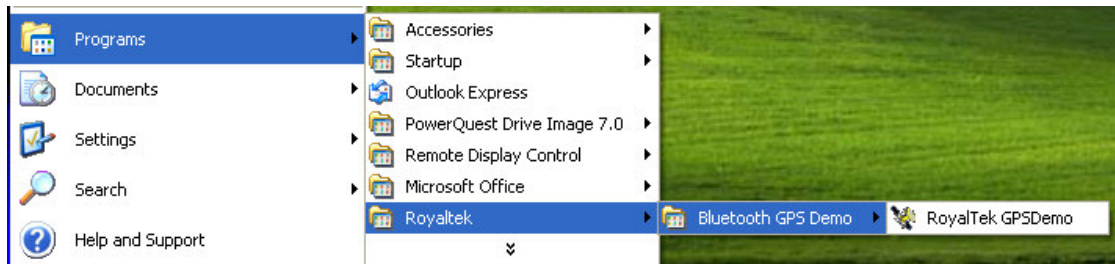 Programs
Documents
Settings
Search
Help and Support
Accessories
Startup
Outlook Express
PowerQuest Drive Image 7.0
Remote Display Control
Microsoft Office
Royaltek
Bluetooth GPS Demo
RoyalTek GPSDemo